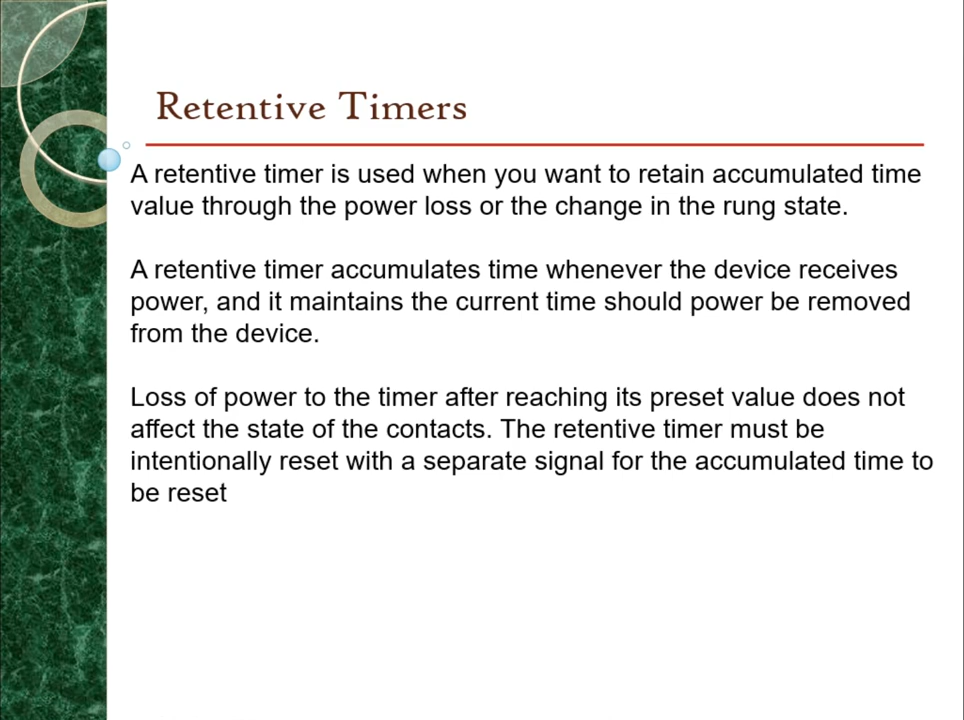 Retentive Timers
A retentive timer is used when you want to retain accumulated time
value through the power loss or the change in the rung state.
A retentive timer accumulates time whenever the device receives
power, and it maintains the current time should power be removed
from the device.
Loss of power to the timer after reaching its preset value does not
affect the state of the contacts. The retentive timer must be
intentionally reset with a separate signal for the accumulated time to
be reset